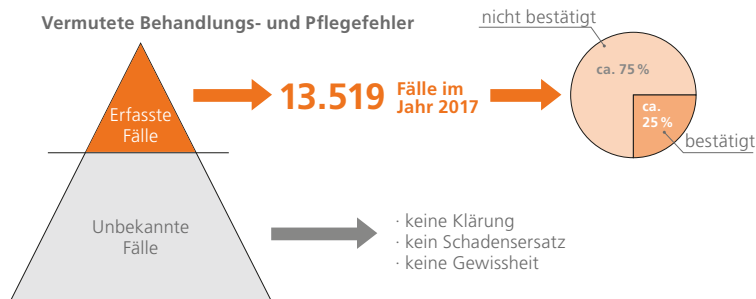 Vermutete Behandlungs- und Pflegefehler
Erfasste
Fälle
13.519
Fälle im
Jahr 2017
nicht bestätigt
ca. 75 %
ca.
25 %
bestätigt
Unbekannte
Fälle
· keine Klärung
· kein Schadensersatz
· keine Gewissheit